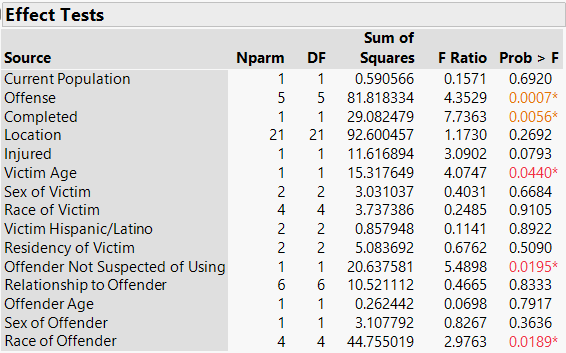 Effect Tests
Sum of
Source Nparm DF Squares F Ratio Prob > F
Current Population 1 1 0.590566 0.1571 0.6920
Offense 5 5 81.818334 4.3529 0.0007*
Completed 1 1 29.082479 7.7363 0.0056*
Location 21 21 92.600457 1.1730 0.2692
Injured 1 1 11.616894 3.0902 0.0793
Victim Age 1 1 15.317649 4.0747 0.0440*
Sex of Victim 2 2 3.031037 0.4031 0.6684
Race of Victim 4 4 3.737386 0.2485 0.9105
Victim Hispanic/Latino 2 2 0.857948 0.1141 0.8922
Residency of Victim 2 2 5.083692 0.6762 0.5090
Offender Not Suspected of Using 1 1 20.637581 5.4898 0.0195*
Relationship to Offender 6 6 10.521112 0.4665 0.8333
Offender Age 1 1 0.262442 0.0698 0.7917
Sex of Offender 1 1 3.107792 0.8267 0.3636
Race of Offender 4 4 44.755019 2.9763 0.0189*